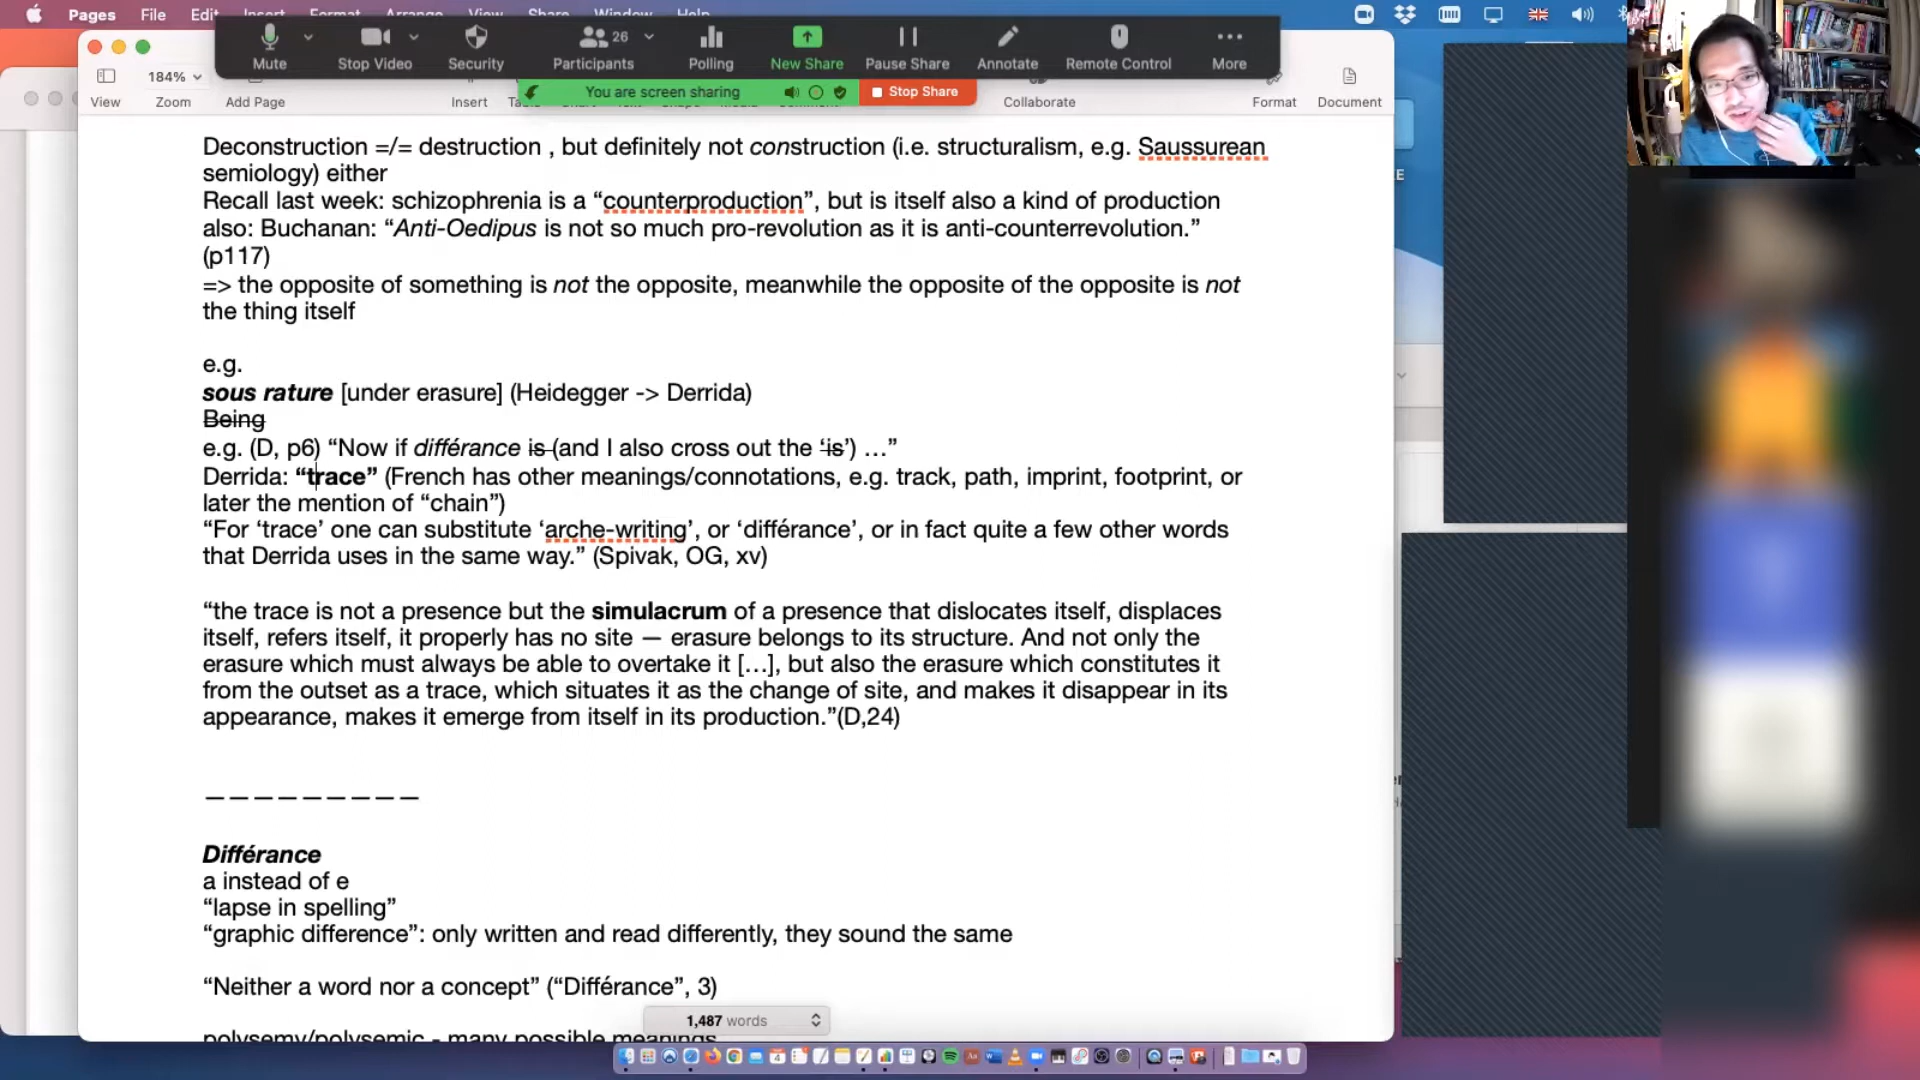 Pages File Edit Insert Format Arrange View Share Window Help
26
Mute Stop Video Security Participants Polling New Share Pause Share Annotate Remote Control More
184%
You are screen sharing Stop Share
View Zoom Add Page Insert Collaborate Format Document
Deconstruction =/= destruction , but definitely not construction (i.e. structuralism, e.g. Saussurean
semiology) either
Recall last week: schizophrenia is a “counterproduction”, but is itself also a kind of production
also: Buchanan: “Anti-Oedipus is not so much pro-revolution as it is anti-counterrevolution.”
(p117)
=> the opposite of something is not the opposite, meanwhile the opposite of the opposite is not
the thing itself
e.g.
sous rature [under erasure] (Heidegger -> Derrida)
Being
e.g. (D, p6) “Now if différance is (and I also cross out the ‘is’) …”
Derrida: “trace” (French has other meanings/connotations, e.g. track, path, imprint, footprint, or
later the mention of “chain”)
“For ‘trace’ one can substitute ‘arche-writing’, or ‘différance’, or in fact quite a few other words
that Derrida uses in the same way.” (Spivak, OG, xv)
“the trace is not a presence but the simulacrum of a presence that dislocates itself, displaces
itself, refers itself, it properly has no site — erasure belongs to its structure. And not only the
erasure which must always be able to overtake it […], but also the erasure which constitutes it
from the outset as a trace, which situates it as the change of site, and makes it disappear in its
appearance, makes it emerge from itself in its production.”(D,24)
—————————
Différance
a instead of e
“lapse in spelling”
“graphic difference”: only written and read differently, they sound the same
“Neither a word nor a concept” (“Différance”, 3)
polysemy/polysemic - many possible meanings
1,487 words